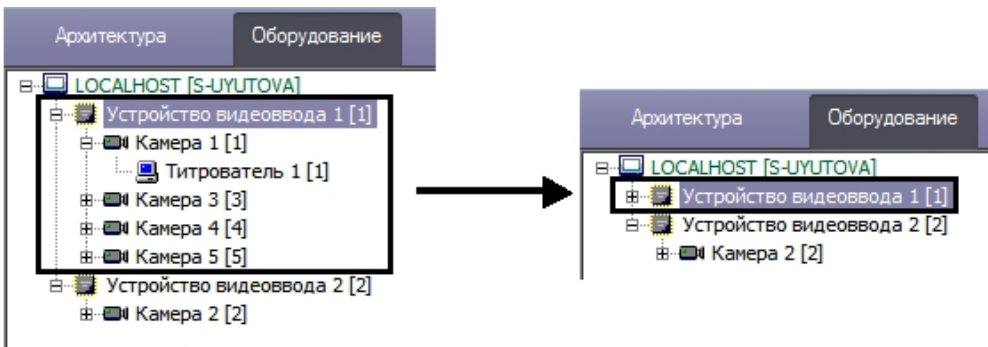 Архитектура Оборудование
LOCALHOST [S-UYUTOVA]
Устройство видеоввода 1 [1]
Камера 1 [1]
Титрователь 1 [1]
Камера 3 [3]
Камера 4 [4]
Камера 5 [5]
Устройство видеоввода 2 [2]
Камера 2 [2]
Архитектура Оборудование
LOCALHOST [S-UYUTOVA]
Устройство видеоввода 1 [1]
Устройство видеоввода 2 [2]
Камера 2 [2]